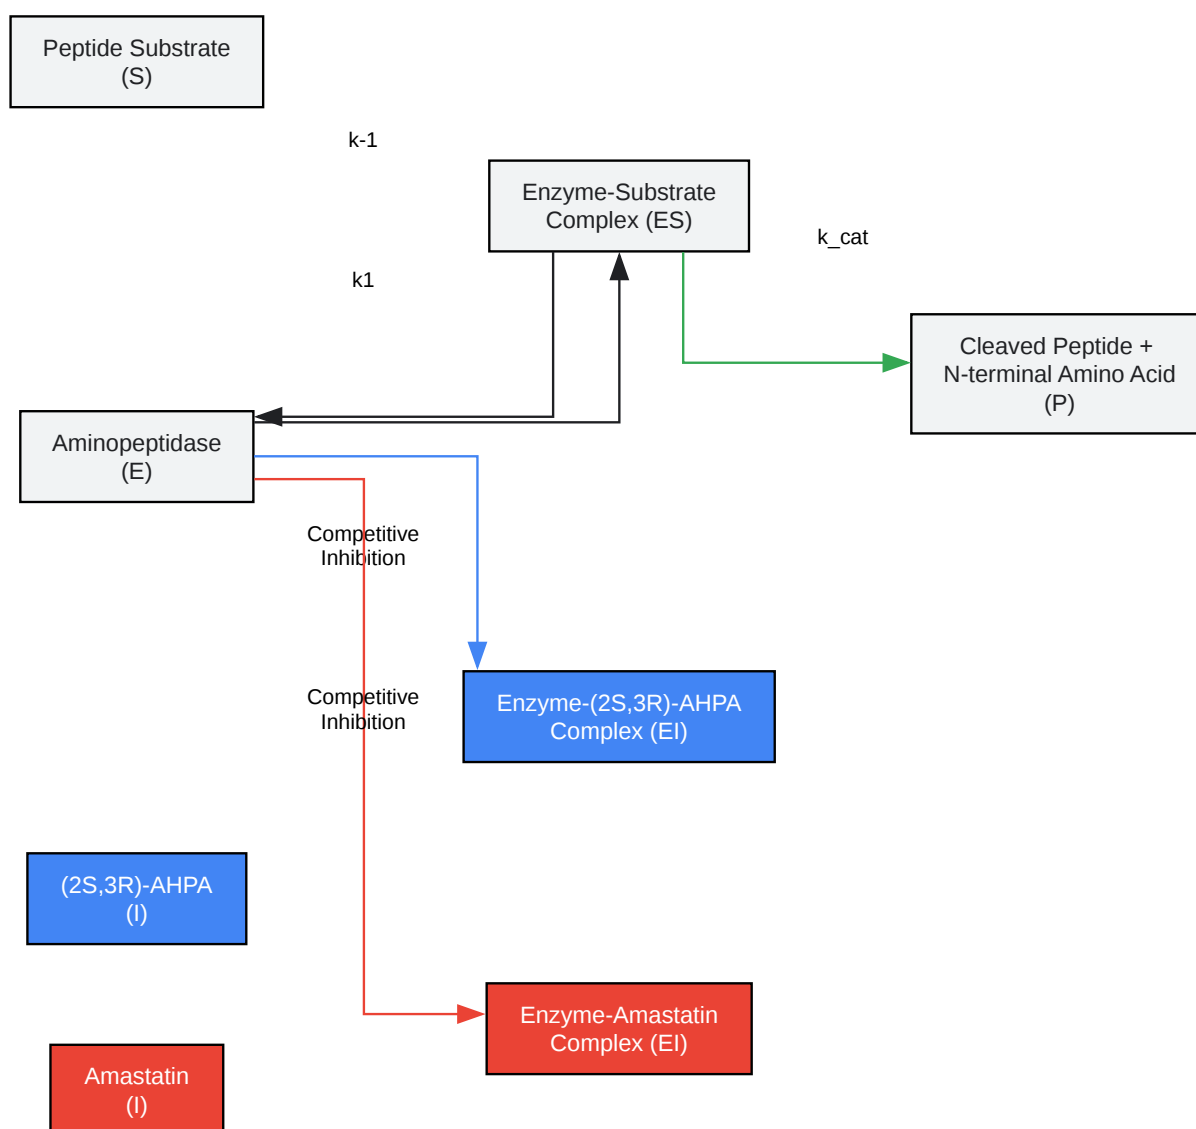 Peptide Substrate
(S)
k-1
Enzyme-Substrate
Complex (ES)
k_cat
k1
Cleaved Peptide +
N-terminal Amino Acid
(P)
Aminopeptidase
(E)
Competitive
Inhibition
Competitive
Inhibition
Enzyme-(2S,3R)-AHPA
Complex (EI)
(2S,3R)-AHPA
(I)
Enzyme-Amastatin
Complex (EI)
Amastatin
(I)